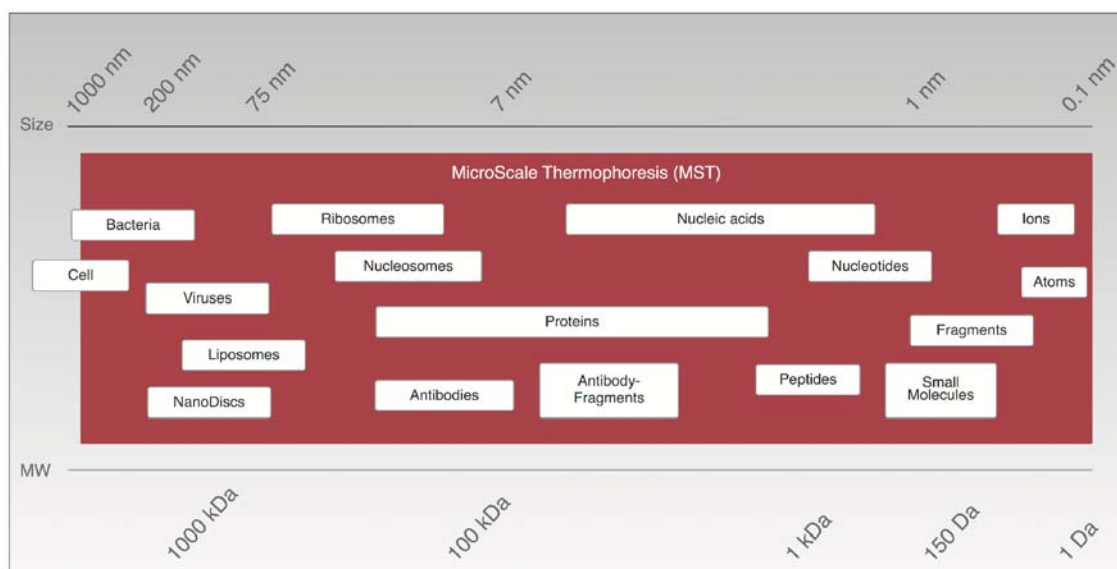 1000 nm
200 nm
75 nm
7 nm
1 nm
0.1 nm
Size
MicroScale Thermophoresis (MST)
Bacteria
Ribosomes
Nucleic acids
Ions
Cell
Nucleosomes
Nucleotides
Atoms
Viruses
Proteins
Fragments
Liposomes
NanoDiscs
Antibodies
Antibody-
Fragments
Peptides
Small
Molecules
MW
1000 kDa
100 kDa
1 kDa
150 Da
1 Da